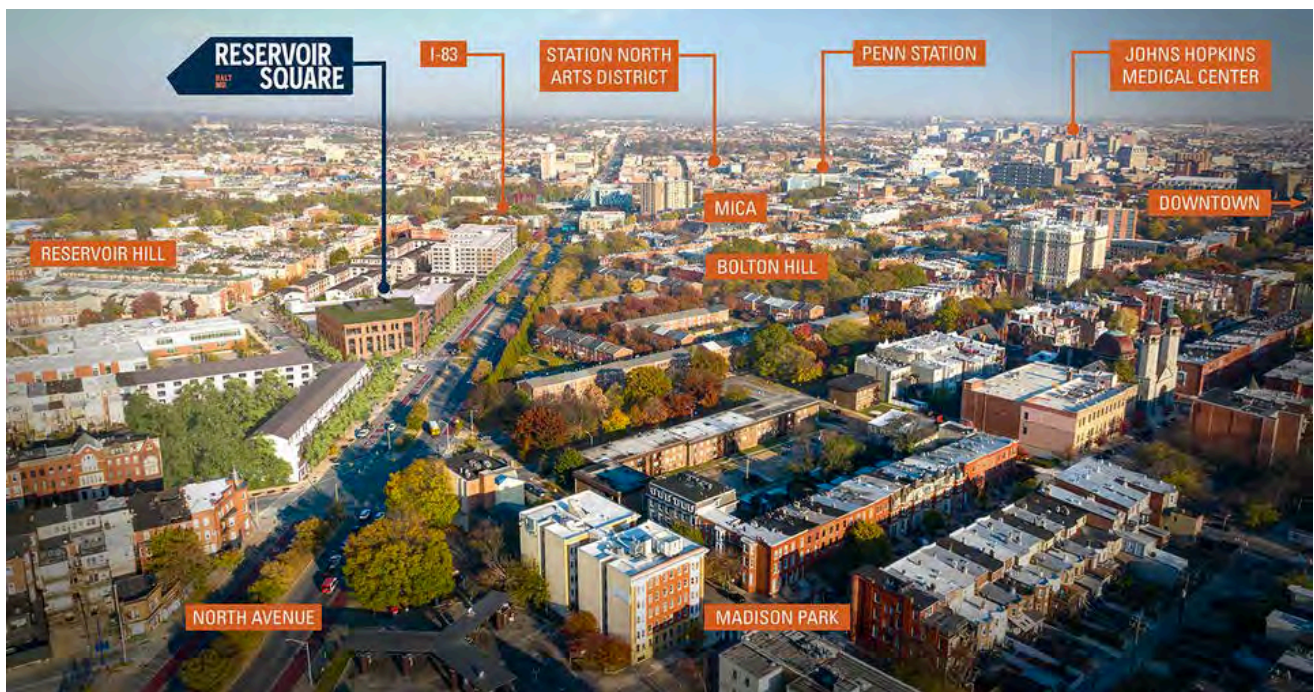 RESERVOIR
BALT
MD
SQUARE
I-83
STATION NORTH
ARTS DISTRICT
PENN STATION
JOHNS HOPKINS
MEDICAL CENTER
MICA
DOWNTOWN
RESERVOIR HILL
BOLTON HILL
NORTH AVENUE
MADISON PARK